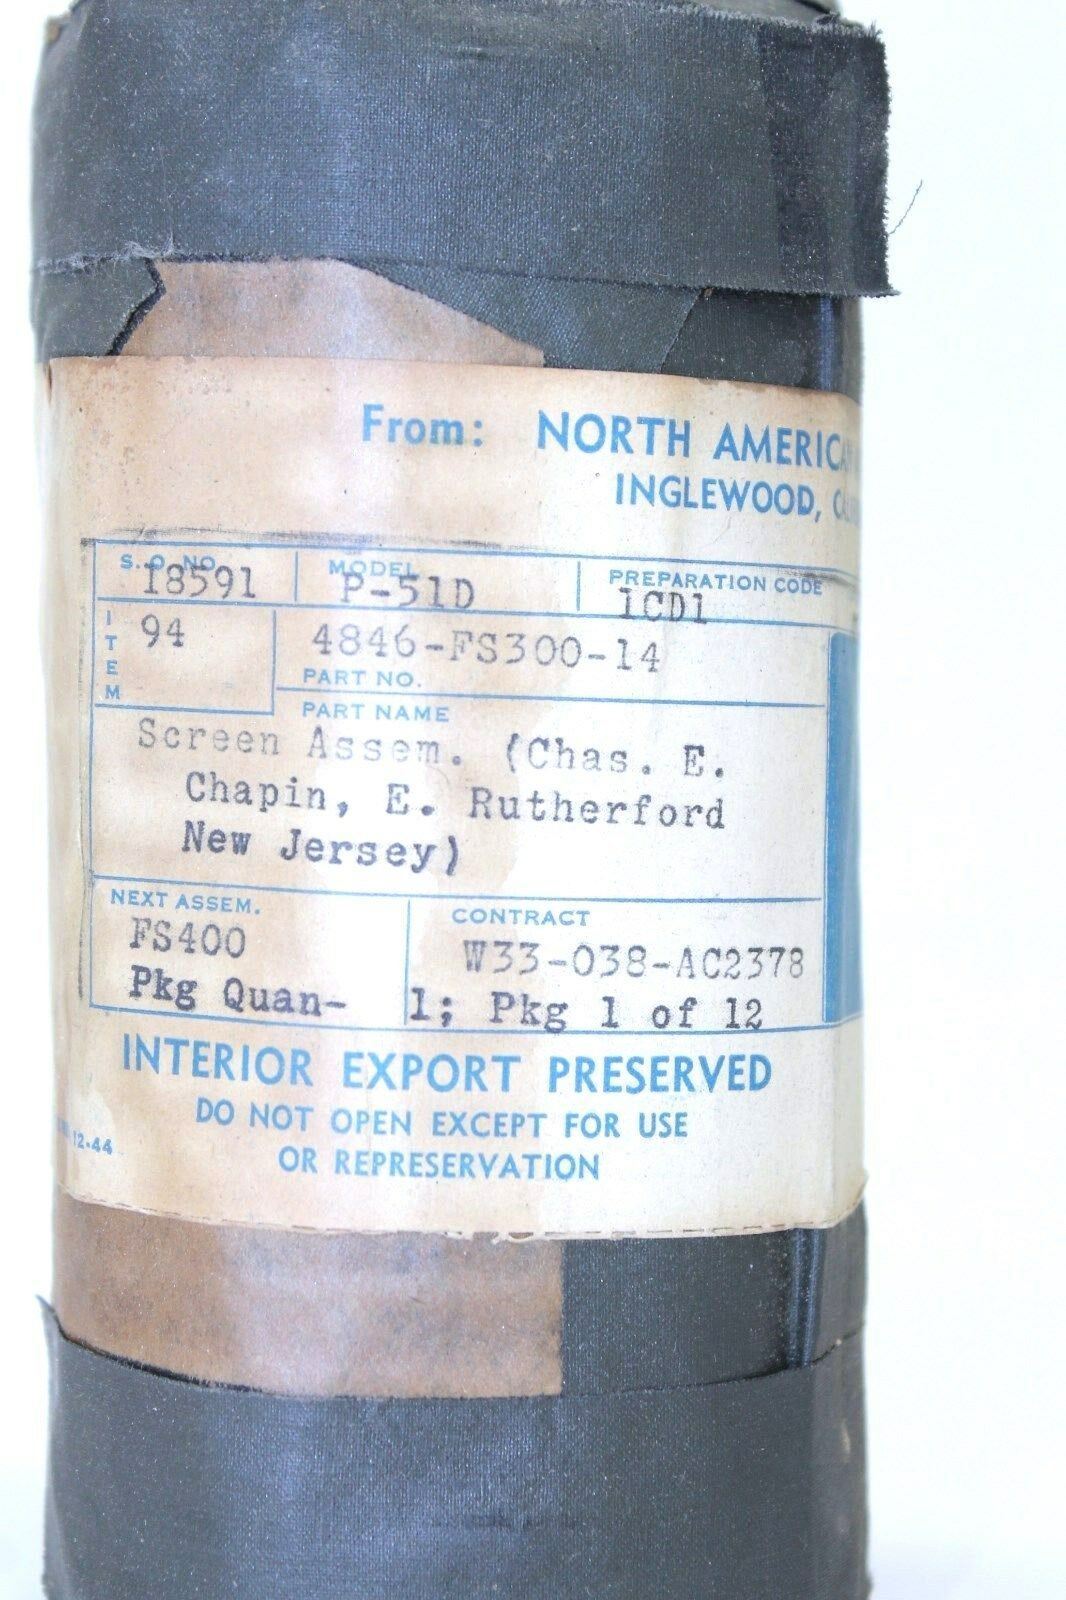 From: NORTH AMERICAN
INGLEWOOD,
S. O. NO. MODEL PREPARATION CODE
18591 P-51D 1CD1
ITEM 94 4846-FS300-14
PART NO.
PART NAME
Screen Assem. (Chas. E.
Chapin, E. Rutherford
New Jersey)
NEXT ASSEM. CONTRACT
FS400 W33-038-AC2378
Pkg Quan- 1; Pkg 1 of 12
INTERIOR EXPORT PRESERVED
DO NOT OPEN EXCEPT FOR USE
OR REPRESERVATION
12-44